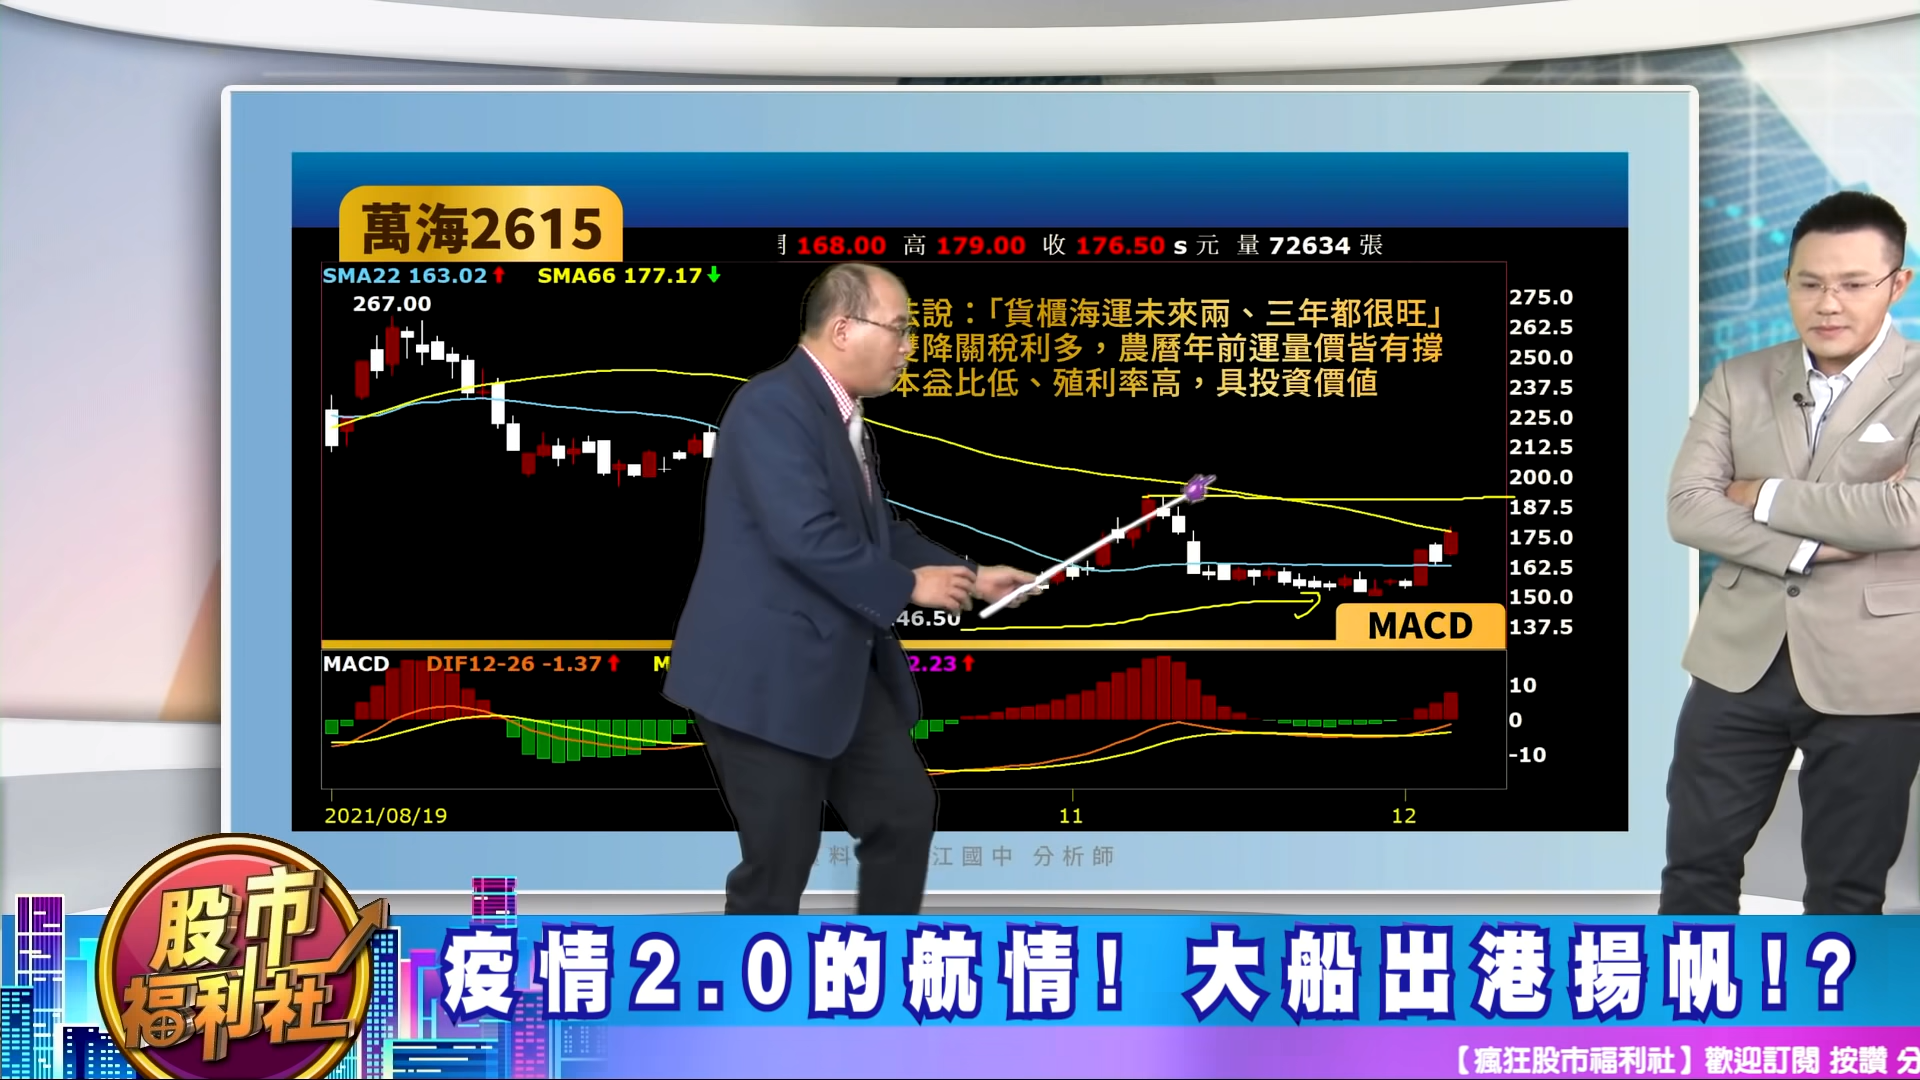 萬海2615
168.00 高 179.00 收 176.50 s 元 量 72634 張
SMA22 163.02↑ SMA66 177.17↓
267.00
說：「貨櫃海運未來兩、三年都很旺」
雙降關稅利多，農曆年前運量價皆有撐
本益比低、殖利率高，具投資價值
275.0
262.5
250.0
237.5
225.0
212.5
200.0
187.5
175.0
162.5
150.0
137.5
46.50
MACD
MACD DIF12-26 -1.37↑ 2.23↑
10
0
-10
2021/08/19 11 12
料 江國中 分析師
股市
福利社
疫情2.0的航情! 大船出港揚帆!?
【瘋狂股市福利社】歡迎訂閱 按讚 分